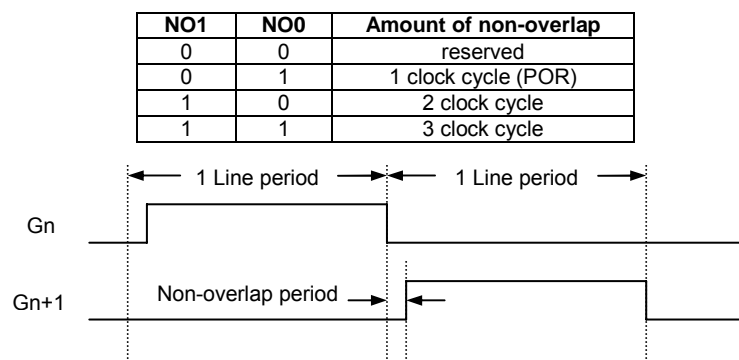 NO1 NO0 Amount of non-overlap
0 0 reserved
0 1 1 clock cycle (POR)
1 0 2 clock cycle
1 1 3 clock cycle
1 Line period 1 Line period
Gn
Non-overlap period
Gn+1